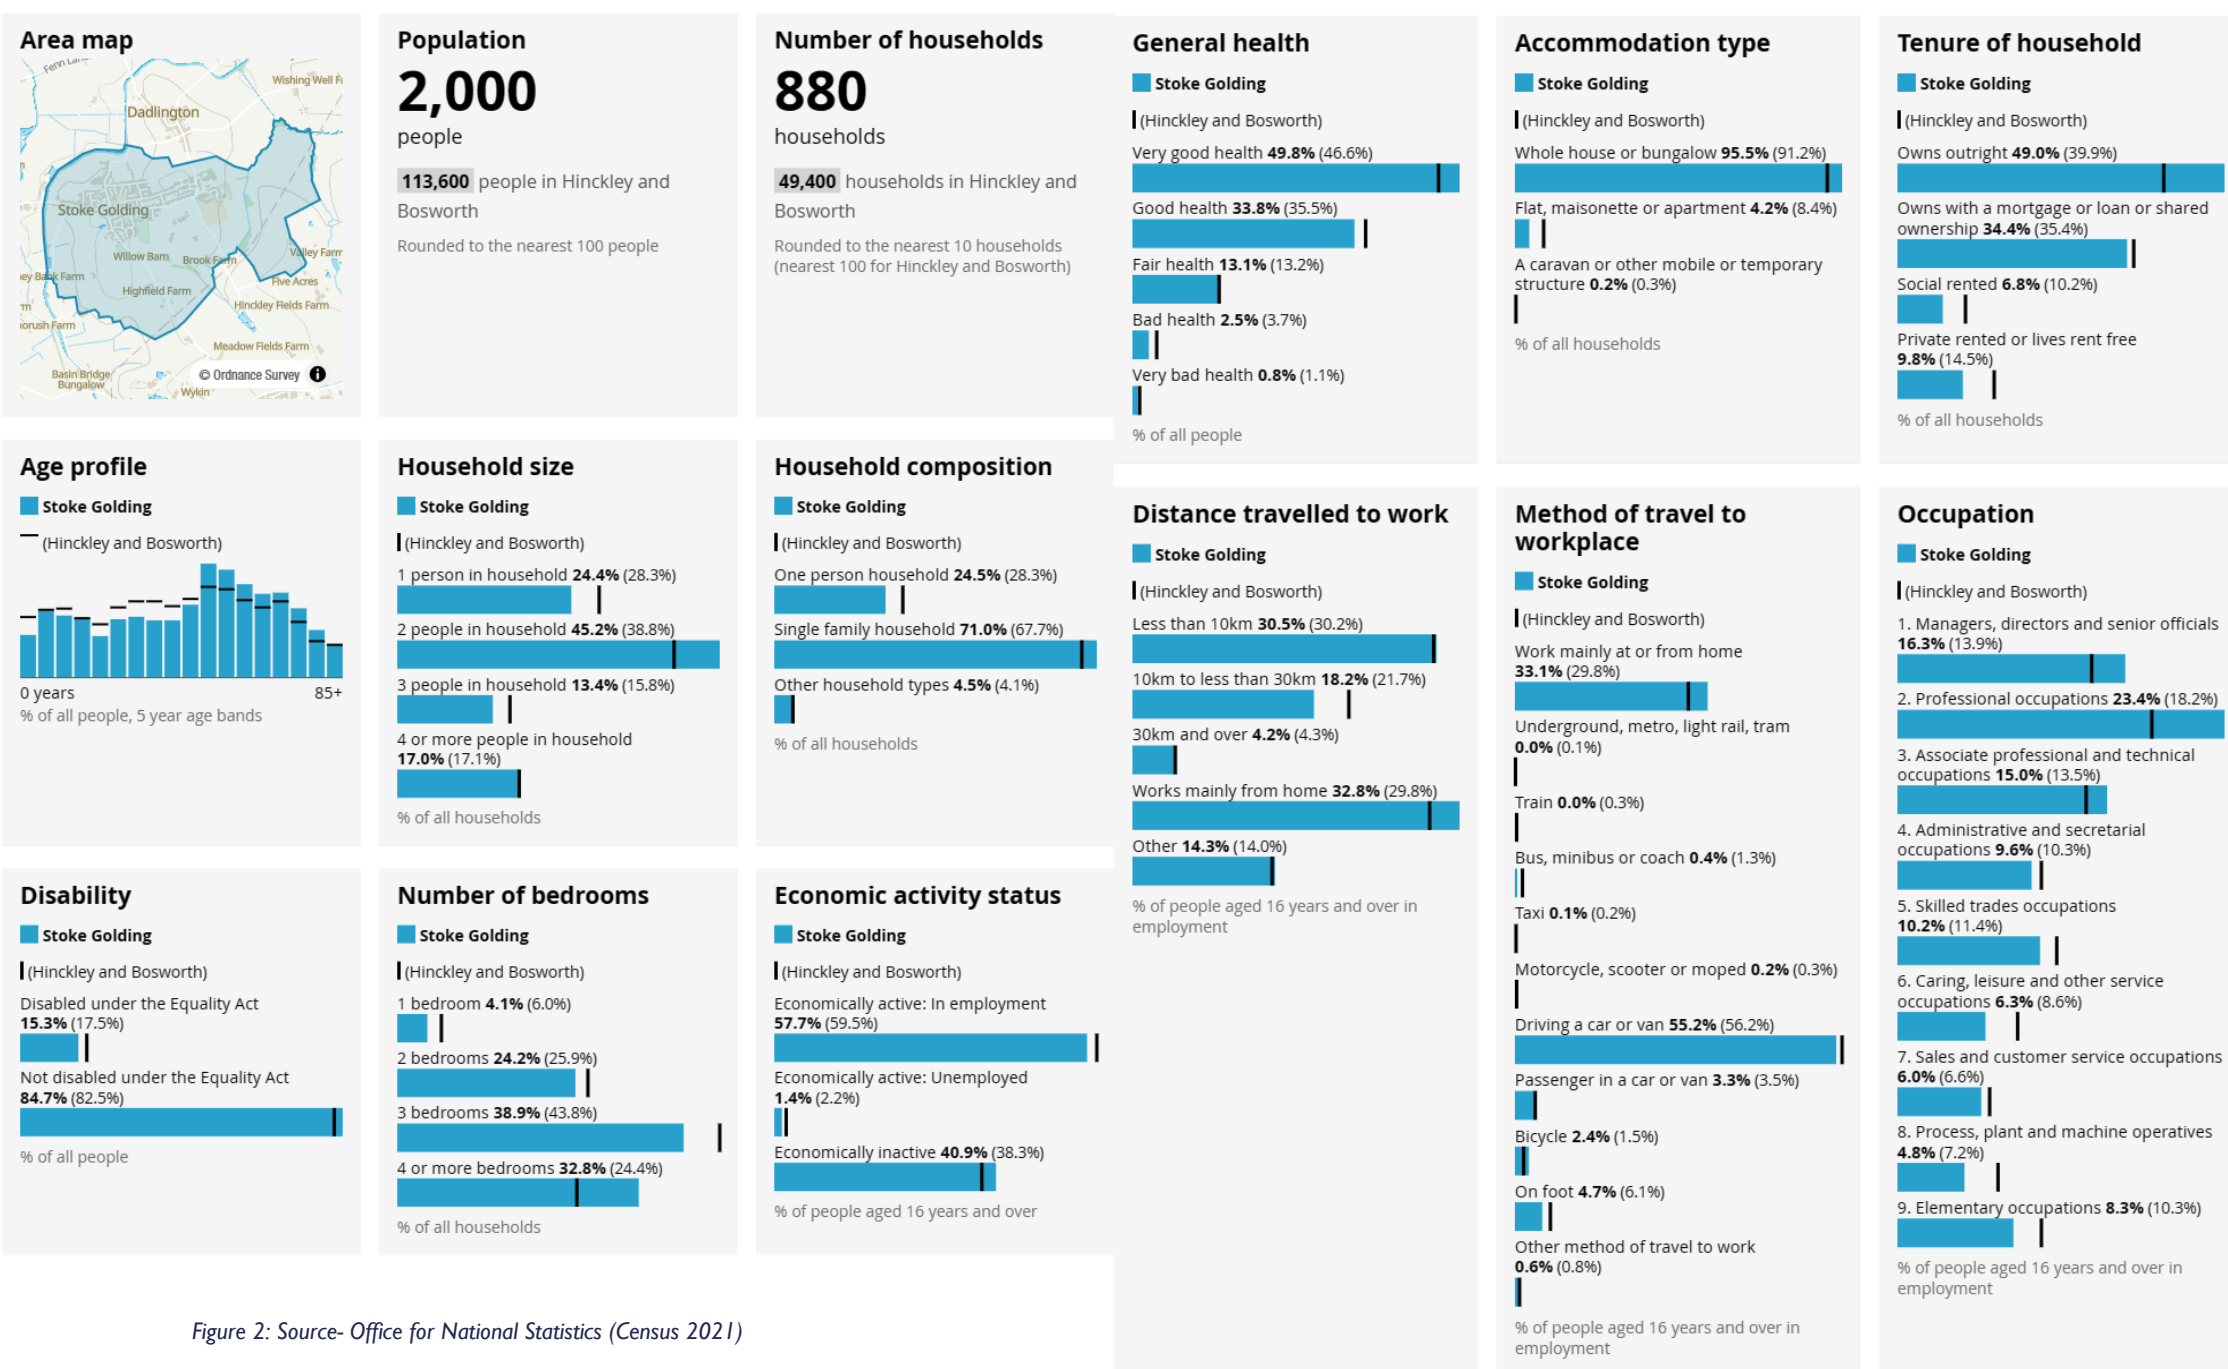 Area map
Fenn Lan
Wishing Well Fa
Dadlington
Stoke Golding
Willow Barn
Brook Farm
Valley Farm
ey Bank Farm
Highfield Farm
Five Acres
Hinckley Fields Farm
rm
orush Farm
Meadow Fields Farm
© Ordnance Survey
Basin Bridge
Bungalow
Wykin
Population
2,000
people
113,600 people in Hinckley and
Bosworth
Rounded to the nearest 100 people
Number of households
880
households
49,400 households in Hinckley and
Bosworth
Rounded to the nearest 10 households
(nearest 100 for Hinckley and Bosworth)
General health
Stoke Golding
(Hinckley and Bosworth)
Very good health 49.8% (46.6%)
Good health 33.8% (35.5%)
Fair health 13.1% (13.2%)
Bad health 2.5% (3.7%)
Very bad health 0.8% (1.1%)
% of all people
Accommodation type
Stoke Golding
(Hinckley and Bosworth)
Whole house or bungalow 95.5% (91.2%)
Flat, maisonette or apartment 4.2% (8.4%)
A caravan or other mobile or temporary
structure 0.2% (0.3%)
% of all households
Tenure of household
Stoke Golding
(Hinckley and Bosworth)
Owns outright 49.0% (39.9%)
Owns with a mortgage or loan or shared
ownership 34.4% (35.4%)
Social rented 6.8% (10.2%)
Private rented or lives rent free
9.8% (14.5%)
% of all households
Age profile
Stoke Golding
(Hinckley and Bosworth)
0 years 85+
% of all people, 5 year age bands
Household size
Stoke Golding
(Hinckley and Bosworth)
1 person in household 24.4% (28.3%)
2 people in household 45.2% (38.8%)
3 people in household 13.4% (15.8%)
4 or more people in household
17.0% (17.1%)
% of all households
Household composition
Stoke Golding
(Hinckley and Bosworth)
One person household 24.5% (28.3%)
Single family household 71.0% (67.7%)
Other household types 4.5% (4.1%)
% of all households
Distance travelled to work
Stoke Golding
(Hinckley and Bosworth)
Less than 10km 30.5% (30.2%)
10km to less than 30km 18.2% (21.7%)
30km and over 4.2% (4.3%)
Works mainly from home 32.8% (29.8%)
Other 14.3% (14.0%)
% of people aged 16 years and over in
employment
Method of travel to
workplace
Stoke Golding
(Hinckley and Bosworth)
Work mainly at or from home
33.1% (29.8%)
Underground, metro, light rail, tram
0.0% (0.1%)
Train 0.0% (0.3%)
Bus, minibus or coach 0.4% (1.3%)
Taxi 0.1% (0.2%)
Motorcycle, scooter or moped 0.2% (0.3%)
Driving a car or van 55.2% (56.2%)
Passenger in a car or van 3.3% (3.5%)
Bicycle 2.4% (1.5%)
On foot 4.7% (6.1%)
Other method of travel to work
0.6% (0.8%)
% of people aged 16 years and over in
employment
Occupation
Stoke Golding
(Hinckley and Bosworth)
1. Managers, directors and senior officials
16.3% (13.9%)
2. Professional occupations 23.4% (18.2%)
3. Associate professional and technical
occupations 15.0% (13.5%)
4. Administrative and secretarial
occupations 9.6% (10.3%)
5. Skilled trades occupations
10.2% (11.4%)
6. Caring, leisure and other service
occupations 6.3% (8.6%)
7. Sales and customer service occupations
6.0% (6.6%)
8. Process, plant and machine operatives
4.8% (7.2%)
9. Elementary occupations 8.3% (10.3%)
% of people aged 16 years and over in
employment
Disability
Stoke Golding
(Hinckley and Bosworth)
Disabled under the Equality Act
15.3% (17.5%)
Not disabled under the Equality Act
84.7% (82.5%)
% of all people
Number of bedrooms
Stoke Golding
(Hinckley and Bosworth)
1 bedroom 4.1% (6.0%)
2 bedrooms 24.2% (25.9%)
3 bedrooms 38.9% (43.8%)
4 or more bedrooms 32.8% (24.4%)
% of all households
Economic activity status
Stoke Golding
(Hinckley and Bosworth)
Economically active: In employment
57.7% (59.5%)
Economically active: Unemployed
1.4% (2.2%)
Economically inactive 40.9% (38.3%)
% of people aged 16 years and over
Figure 2: Source- Office for National Statistics (Census 2021)